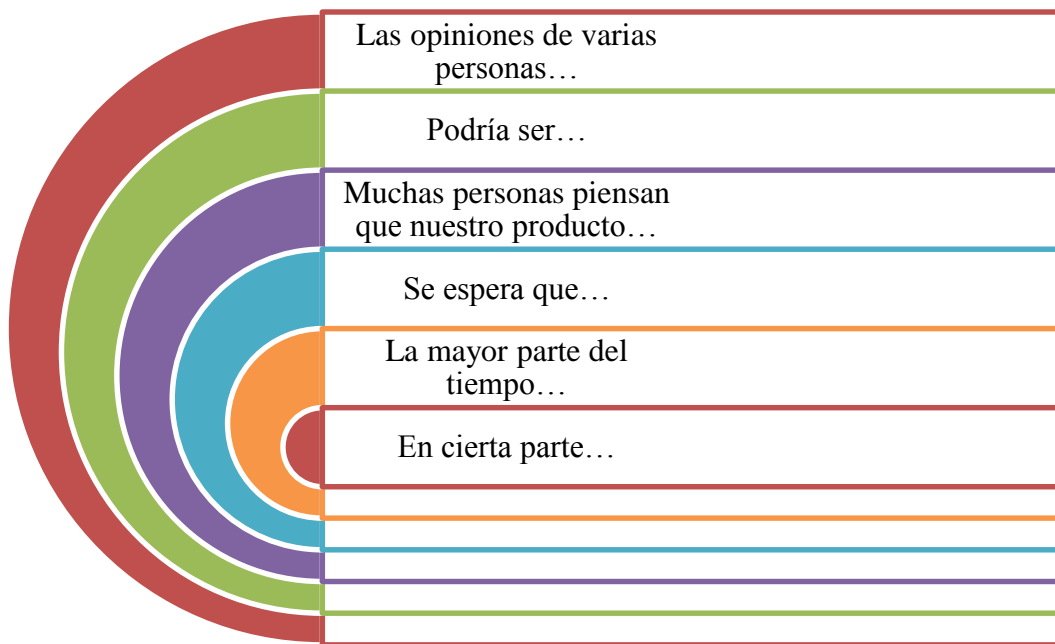 Las opiniones de varias
personas…
Podría ser…
Muchas personas piensan
que nuestro producto…
Se espera que…
La mayor parte del
tiempo…
En cierta parte…